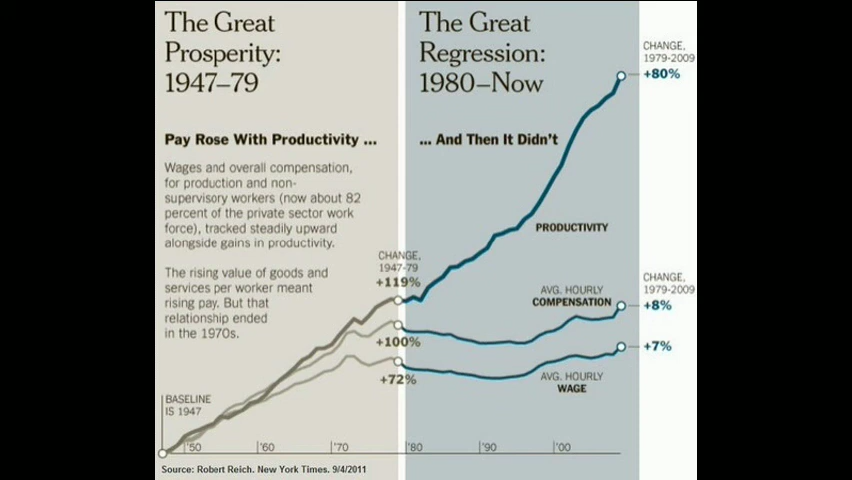 The Great
Prosperity:
1947–79
Pay Rose With Productivity ...
Wages and overall compensation,
for production and non-
supervisory workers (now about 82
percent of the private sector work
force), tracked steadily upward
alongside gains in productivity.
The rising value of goods and
services per worker meant
rising pay. But that
relationship ended
in the 1970s.
The Great
Regression:
1980–Now
... And Then It Didn't
CHANGE,
1979-2009
+80%
PRODUCTIVITY
CHANGE,
1947-79
+119%
+100%
+72%
AVG. HOURLY
COMPENSATION
CHANGE,
1979-2009
+8%
+7%
AVG. HOURLY
WAGE
BASELINE
IS 1947
'50
'60
'70
'80
'90
'00
Source: Robert Reich. New York Times. 9/4/2011